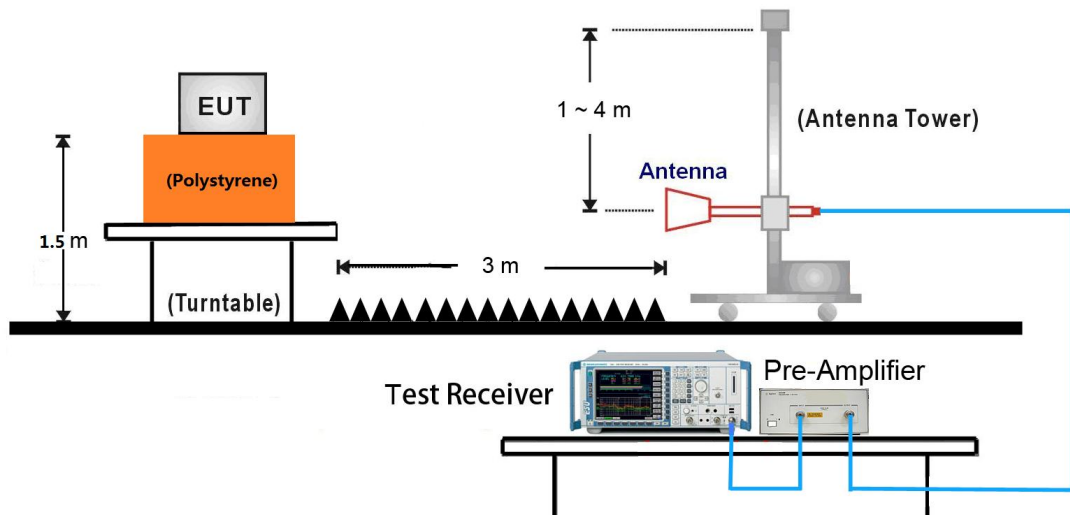 EUT
(Polystyrene)
1.5 m
(Turntable)
3 m
1 ~ 4 m
Antenna
(Antenna Tower)
Test Receiver
Pre-Amplifier